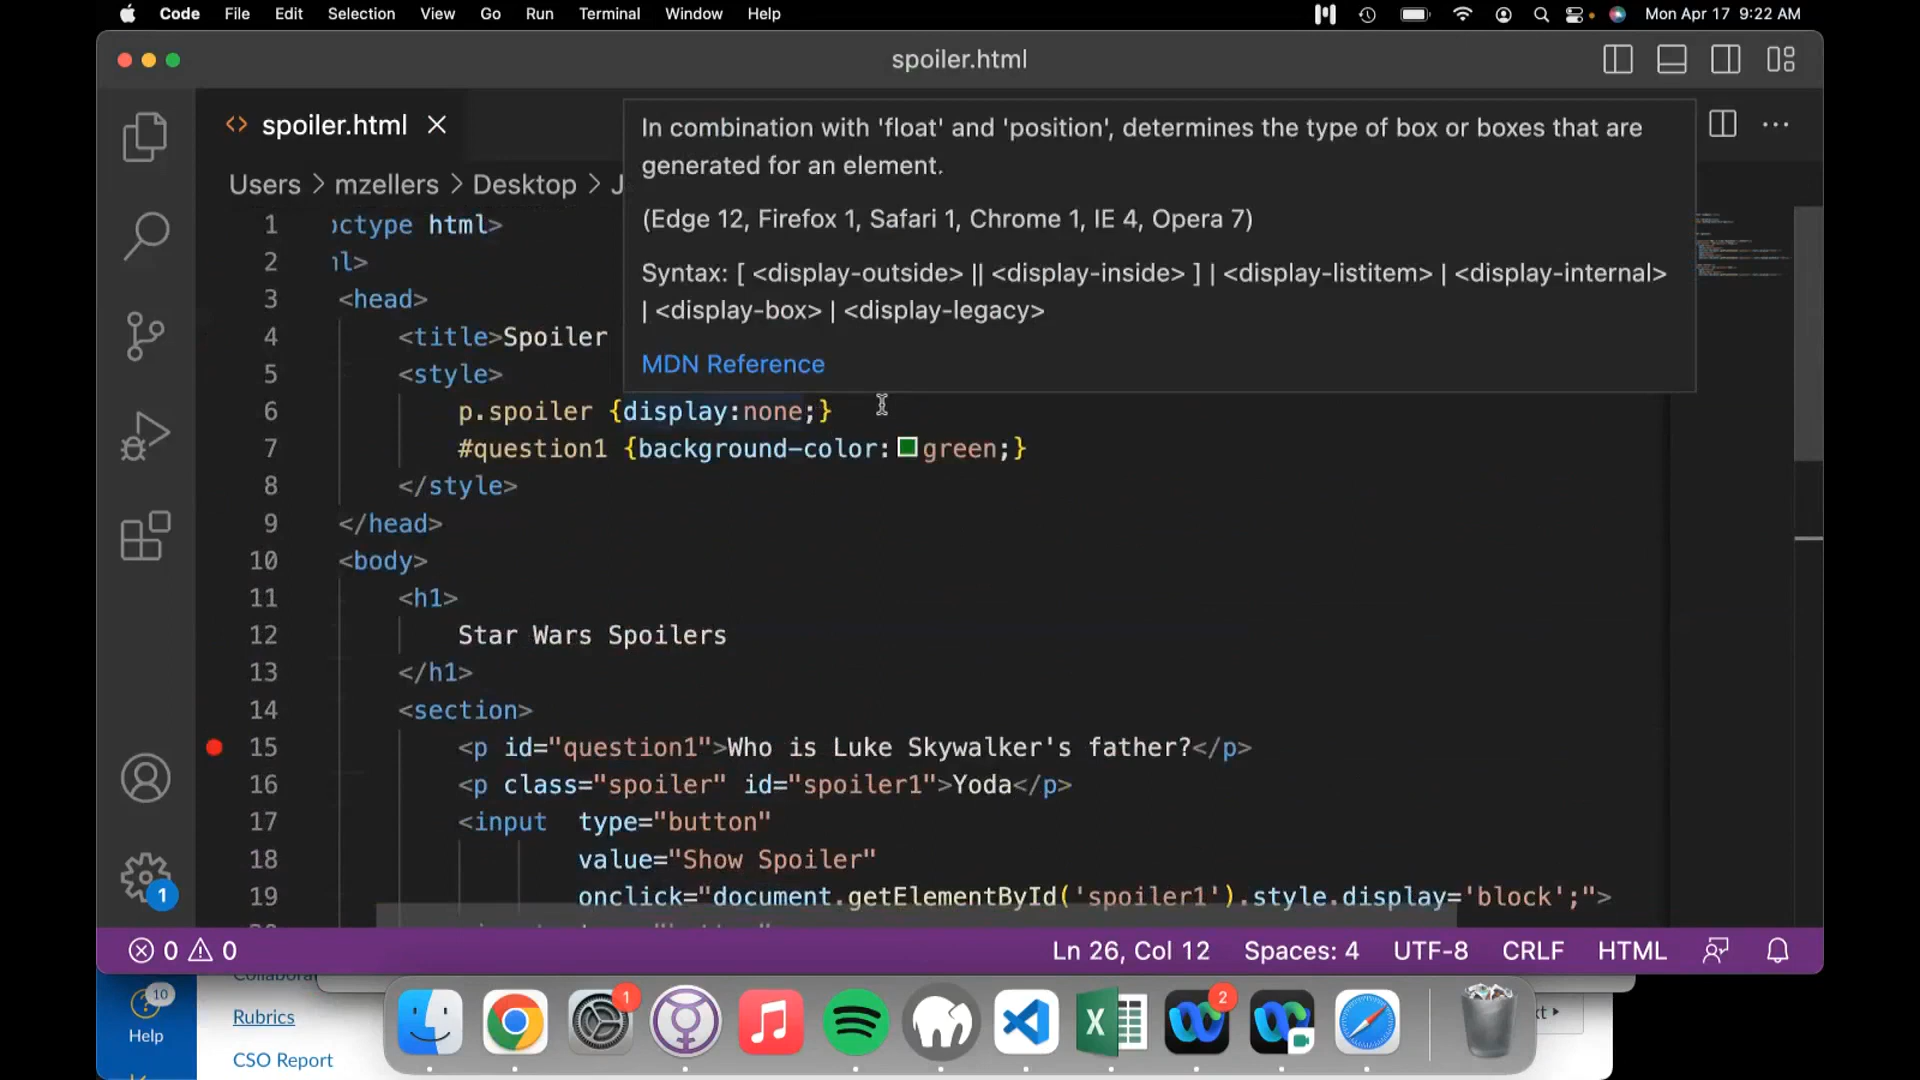 Code File Edit Selection View Go Run Terminal Window Help Mon Apr 17 9:22 AM
spoiler.html
spoiler.html
In combination with 'float' and 'position', determines the type of box or boxes that are
generated for an element.
Users > mzellers > Desktop > J
(Edge 12, Firefox 1, Safari 1, Chrome 1, IE 4, Opera 7)
Syntax: [ <display-outside> || <display-inside> ] | <display-listitem> | <display-internal>
| <display-box> | <display-legacy>
MDN Reference
1 octype html>
2 ml>
3 <head>
4 <title>Spoiler
5 <style>
6 p.spoiler {display:none;}
7 #question1 {background-color:green;}
8 </style>
9 </head>
10 <body>
11 <h1>
12 Star Wars Spoilers
13 </h1>
14 <section>
15 <p id="question1">Who is Luke Skywalker's father?</p>
16 <p class="spoiler" id="spoiler1">Yoda</p>
17 <input type="button"
18 value="Show Spoiler"
19 onclick="document.getElementById('spoiler1').style.display='block';">
1
0 0 Ln 26, Col 12 Spaces: 4 UTF-8 CRLF HTML
10
Help
Rubrics
CSO Report
1
2